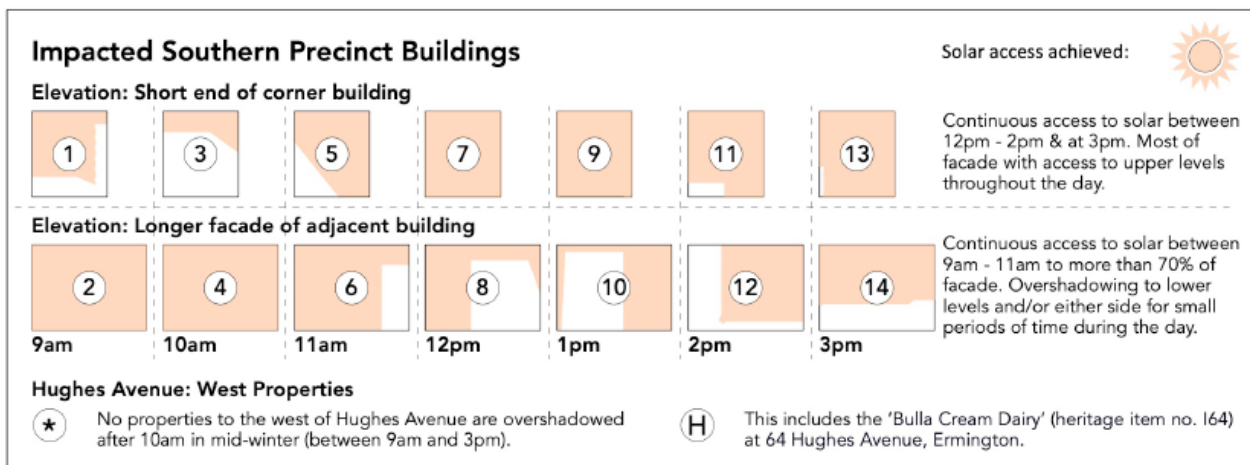 Impacted Southern Precinct Buildings
Solar access achieved:
Elevation: Short end of corner building
1 3 5 7 9 11 13
Continuous access to solar between
12pm - 2pm & at 3pm. Most of
facade with access to upper levels
throughout the day.
Elevation: Longer facade of adjacent building
2 4 6 8 10 12 14
Continuous access to solar between
9am - 11am to more than 70% of
facade. Overshadowing to lower
levels and/or either side for small
periods of time during the day.
9am 10am 11am 12pm 1pm 2pm 3pm
Hughes Avenue: West Properties
* No properties to the west of Hughes Avenue are overshadowed
after 10am in mid-winter (between 9am and 3pm).
H This includes the 'Bulla Cream Dairy' (heritage item no. I64)
at 64 Hughes Avenue, Ermington.